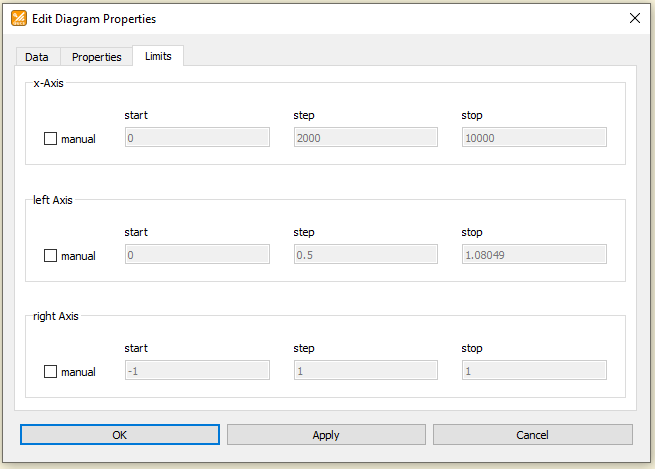 Edit Diagram Properties
Data Properties Limits
x-Axis
start step stop
manual 0 2000 10000
left Axis
start step stop
manual 0 0.5 1.08049
right Axis
start step stop
manual -1 1 1
OK Apply Cancel